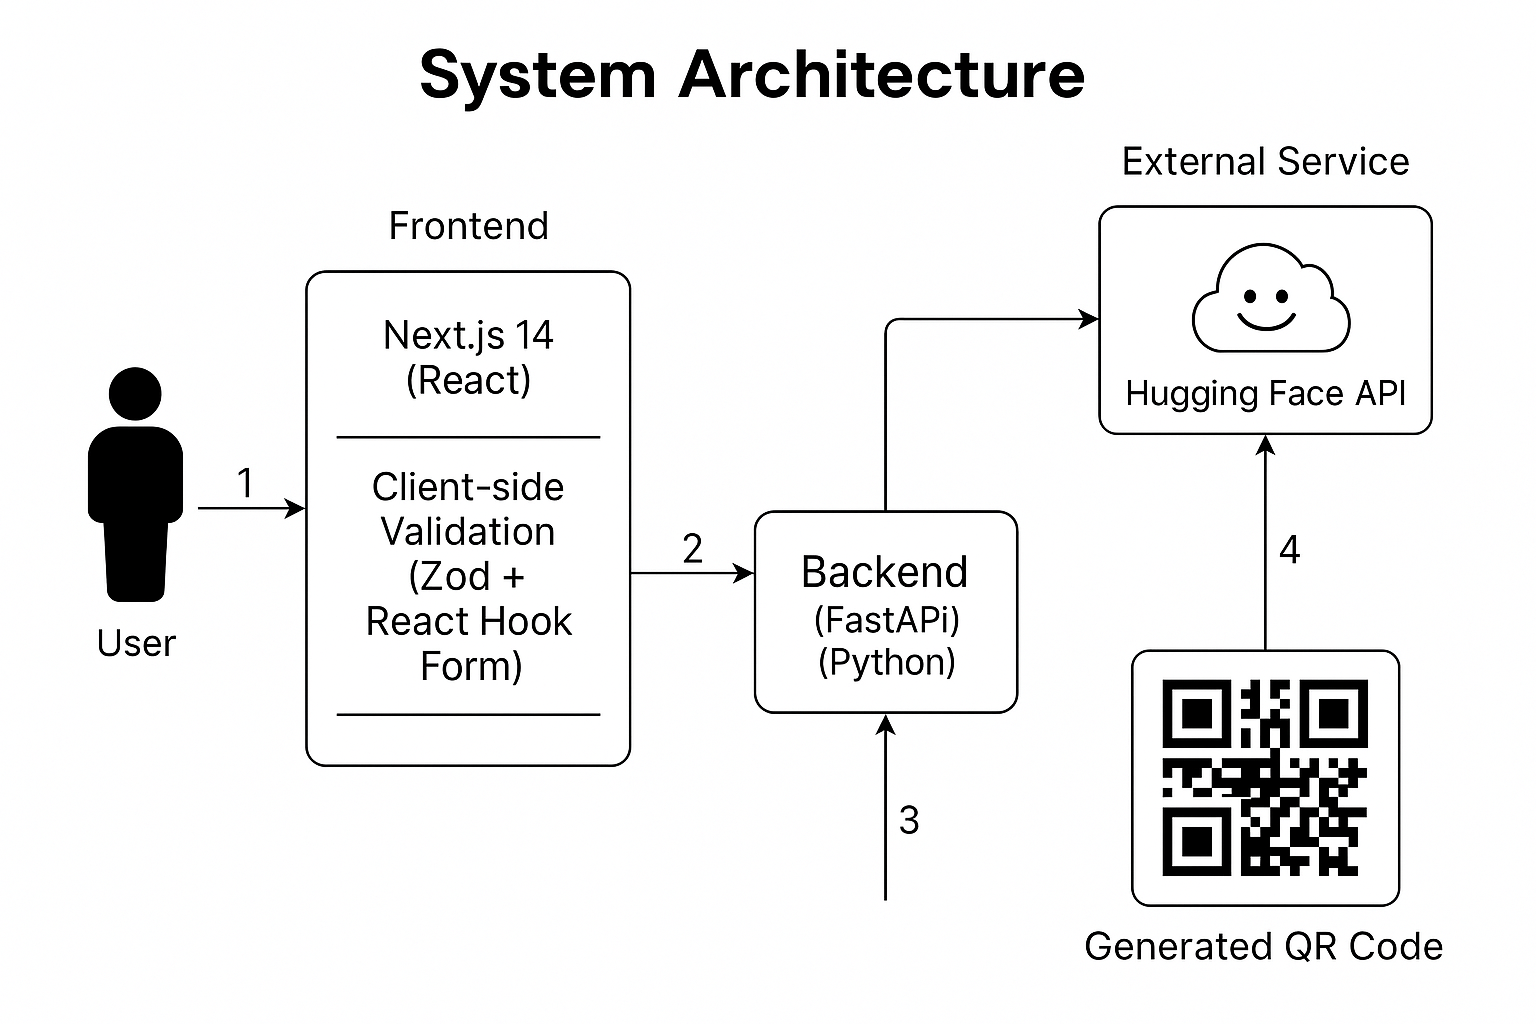 System Architecture
External Service
Frontend
Next.js 14
(React)
Hugging Face API
1
Client-side
Validation
(Zod +
React Hook
Form)
2
4
Backend
(FastAPi)
(Python)
User
3
Generated QR Code